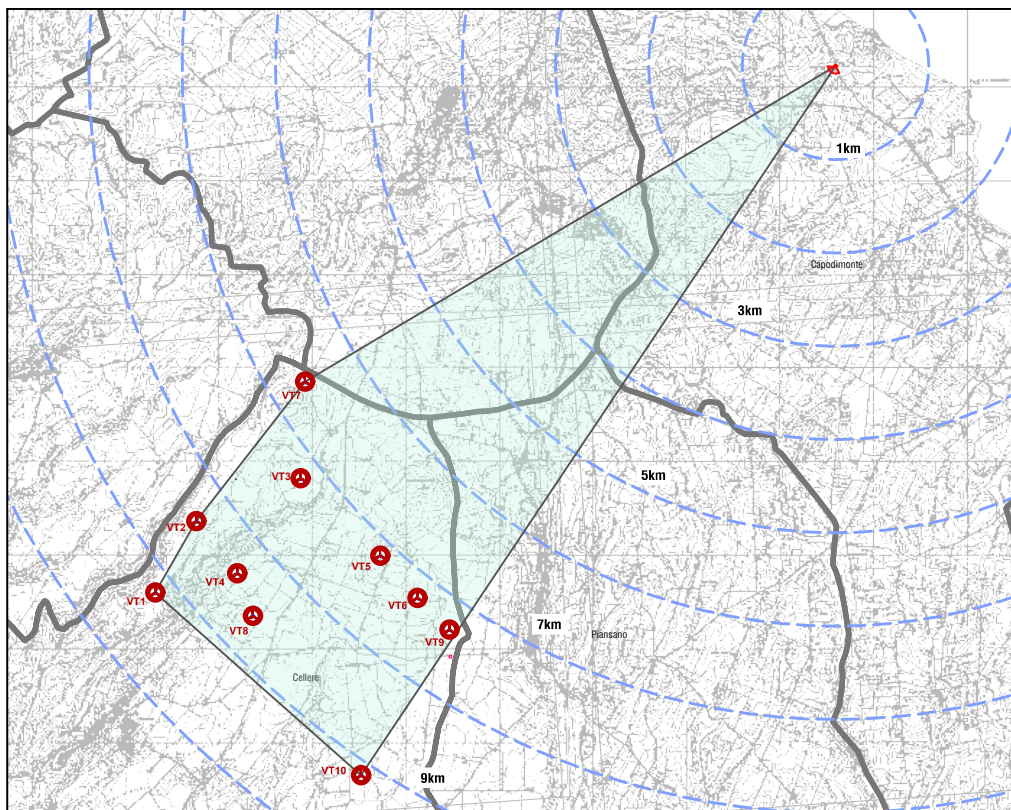 1km
Capodimonte
3km
VT7
VT3
5km
VT2
VT5
VT4
VT1
VT6
VT8
7km
Piansano
VT9
Cellere
VT10
9km